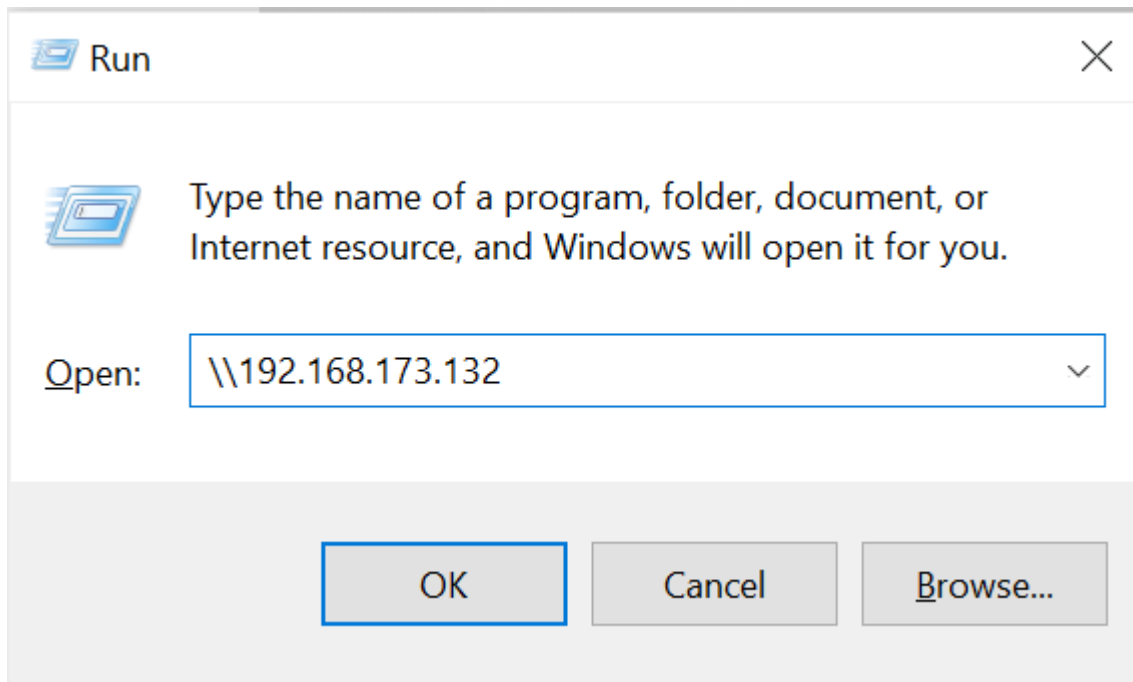 Run
Type the name of a program, folder, document, or
Internet resource, and Windows will open it for you.
Open: \\192.168.173.132
OK Cancel Browse...